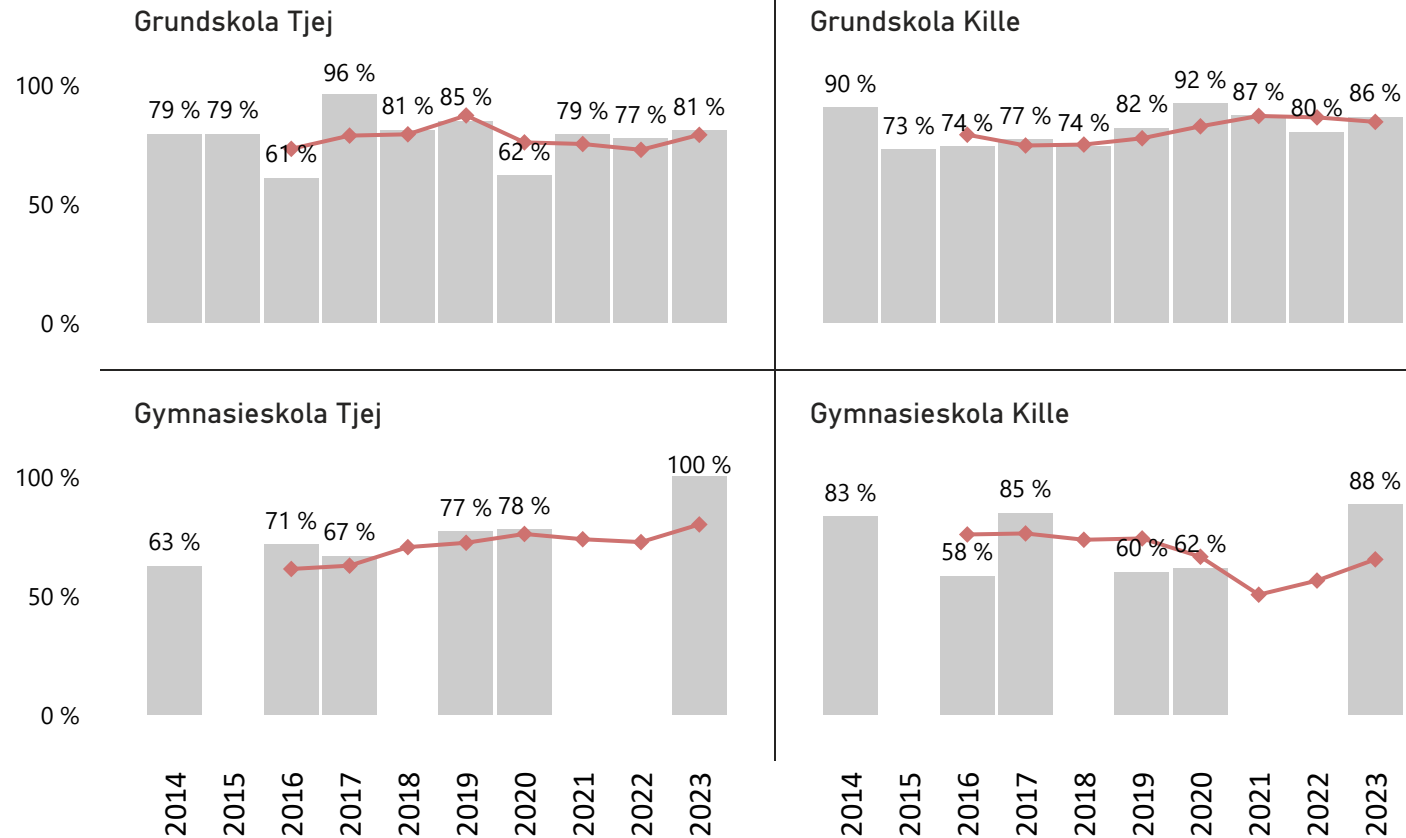 Grundskola Tjej
100 %
50 %
0 %
79 % 79 % 61 % 96 % 81 % 85 % 62 % 79 % 77 % 81 %
Grundskola Kille
90 % 73 % 74 % 77 % 74 % 82 % 92 % 87 % 80 % 86 %
Gymnasieskola Tjej
100 %
50 %
0 %
63 % 71 % 67 % 77 % 78 % 100 %
2014 2015 2016 2017 2018 2019 2020 2021 2022 2023
Gymnasieskola Kille
83 % 58 % 85 % 60 % 62 % 88 %
2014 2015 2016 2017 2018 2019 2020 2021 2022 2023